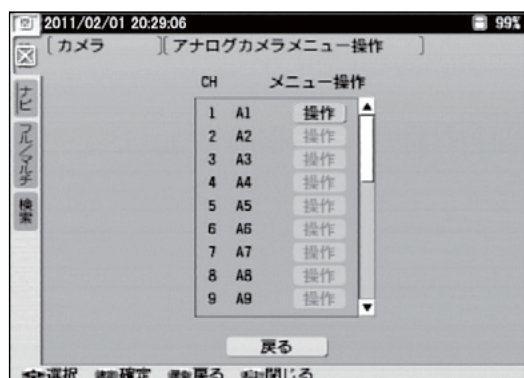 2011/02/01 20:29:06 99%
[カメラ ][アナログカメラメニュー操作 ]
CH メニュー操作
1 A1 操作
2 A2 操作
3 A3 操作
4 A4 操作
5 A5 操作
6 A6 操作
7 A7 操作
8 A8 操作
9 A9 操作
ナビ
フル/マルチ
検索
戻る
選択 確定 戻る 閉じる